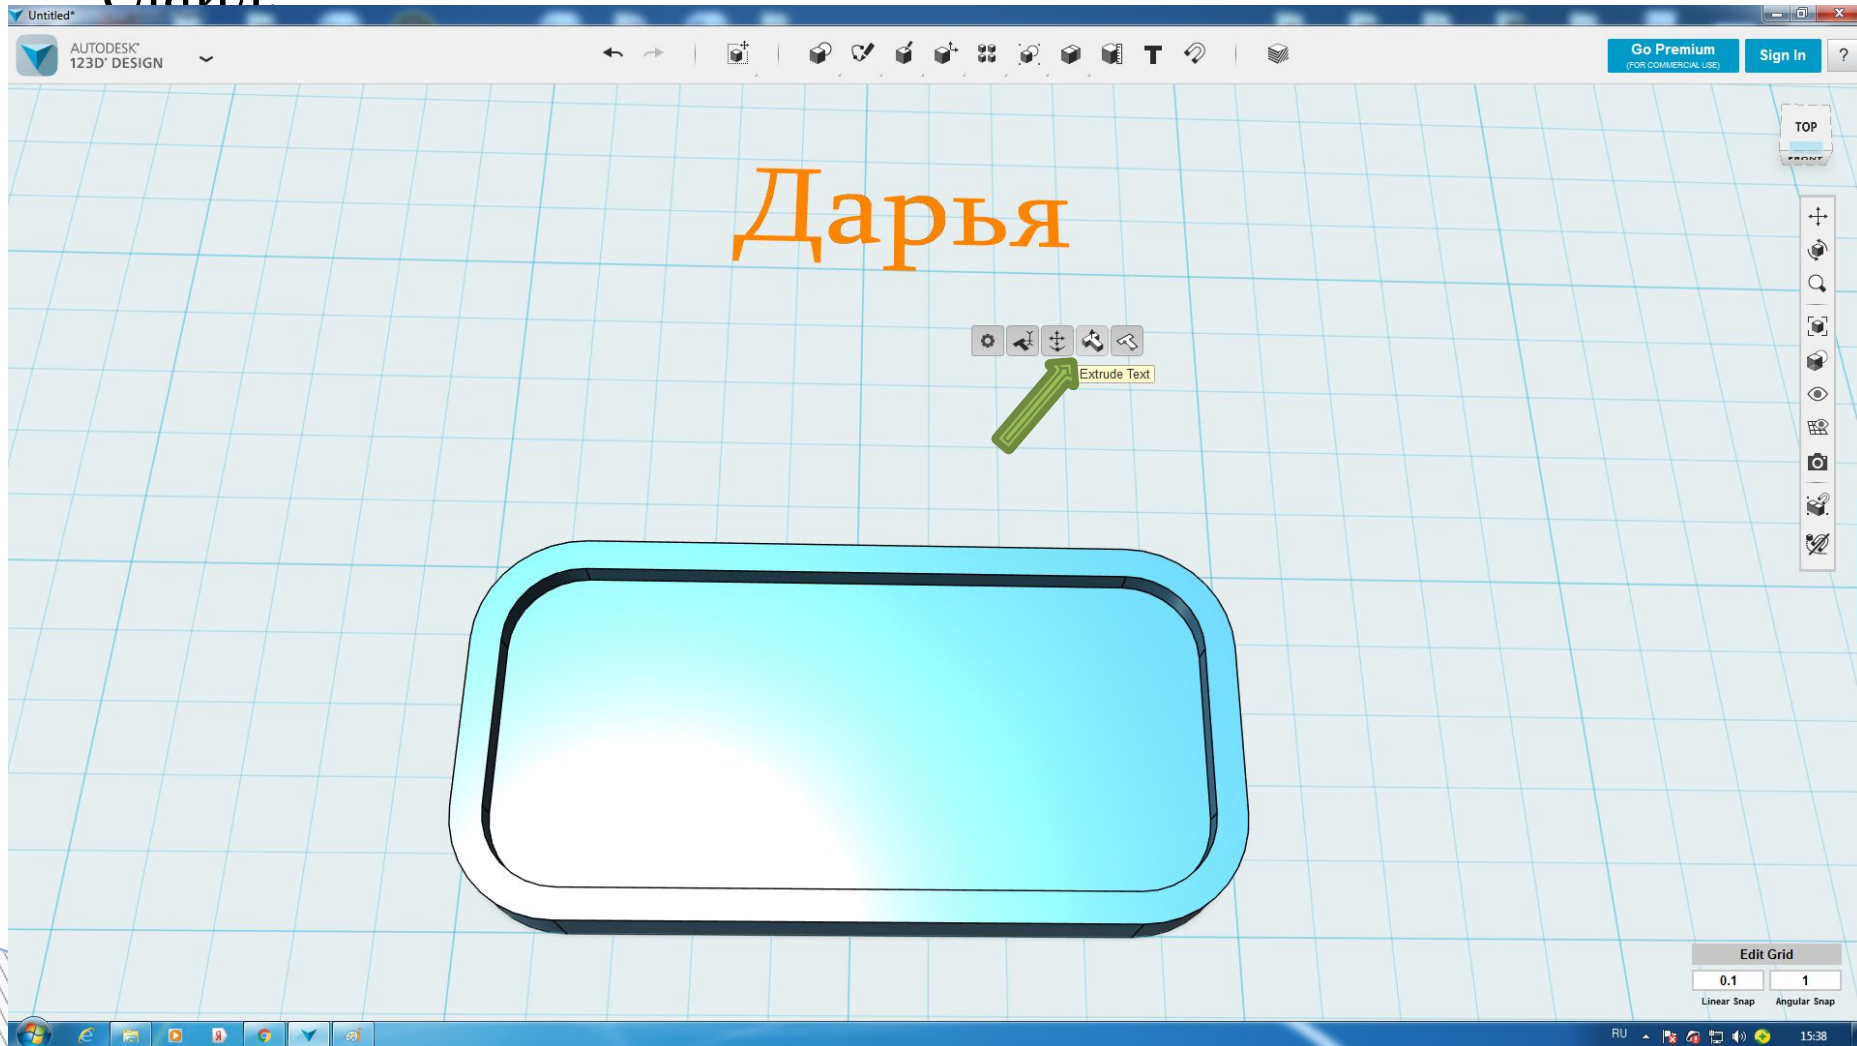 Untitled*
AUTODESK®
123D® DESIGN
T
Go Premium
(FOR COMMERCIAL USE)
Sign In
?
TOP
FRONT
Дарья
Extrude Text
Edit Grid
0.1
1
Linear Snap
Angular Snap
RU
15:38